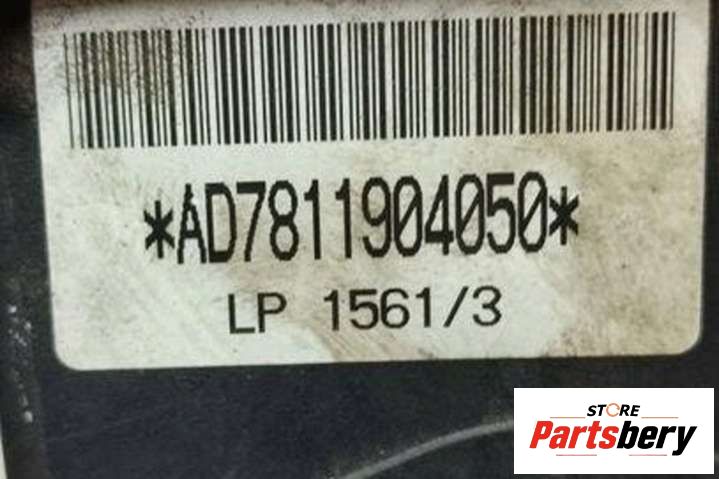 *AD7811904050*
LP 1561/3
STORE
Partsbery